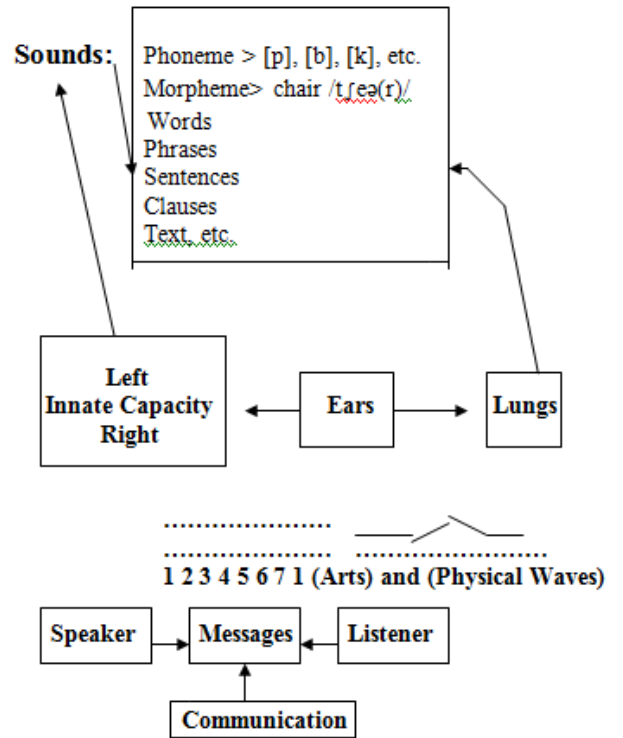 Sounds:
Phoneme > [p], [b], [k], etc.
Morpheme> chair /tʃeə(r)/
Words
Phrases
Sentences
Clauses
Text, etc.
Left
Innate Capacity
Right
Ears
Lungs
.....................
..................... ........................
1 2 3 4 5 6 7 1 (Arts) and (Physical Waves)
Speaker
Messages
Listener
Communication